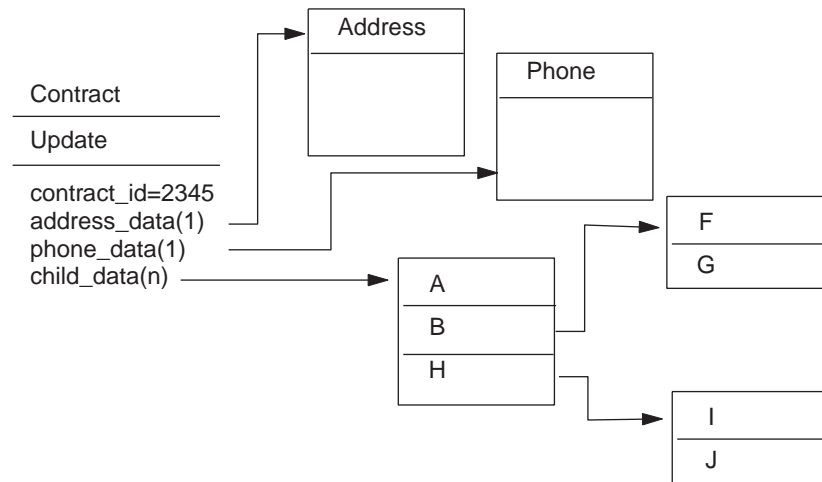 Address
Phone
Contract
Update
contract_id=2345
address_data(1)
phone_data(1)
child_data(n)
A
B
H
F
G
I
J